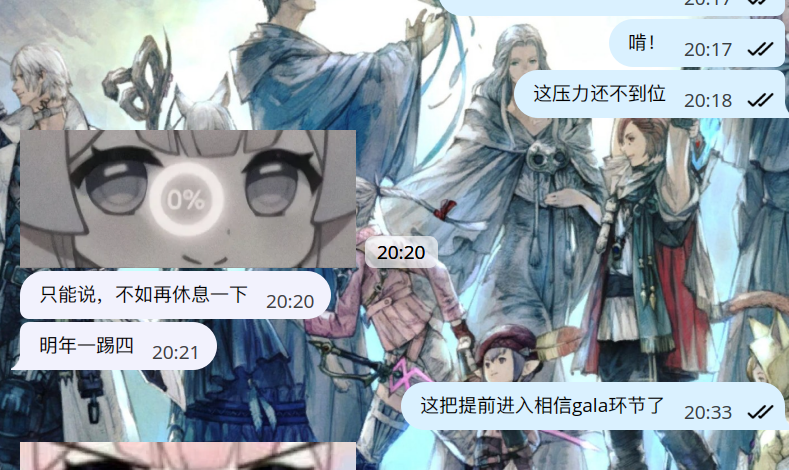 20:17
啃！ 20:17
这压力还不到位 20:18
0%
20:20
只能说，不如再休息一下 20:20
明年一踢四 20:21
这把提前进入相信gala环节了 20:33